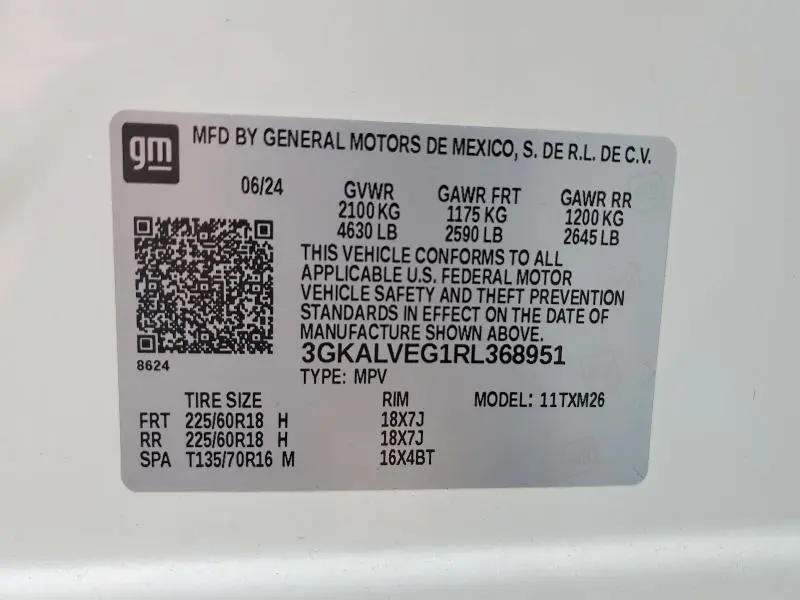 gm
MFD BY GENERAL MOTORS DE MEXICO, S. DE R.L. DE C.V.
06/24 GVWR GAWR FRT GAWR RR
2100 KG 1175 KG 1200 KG
4630 LB 2590 LB 2645 LB
THIS VEHICLE CONFORMS TO ALL
APPLICABLE U.S. FEDERAL MOTOR
VEHICLE SAFETY AND THEFT PREVENTION
STANDARDS IN EFFECT ON THE DATE OF
MANUFACTURE SHOWN ABOVE.
3GKALVEG1RL368951
8624
TYPE: MPV
TIRE SIZE RIM MODEL: 11TXM26
FRT 225/60R18 H 18X7J
RR 225/60R18 H 18X7J
SPA T135/70R16 M 16X4BT